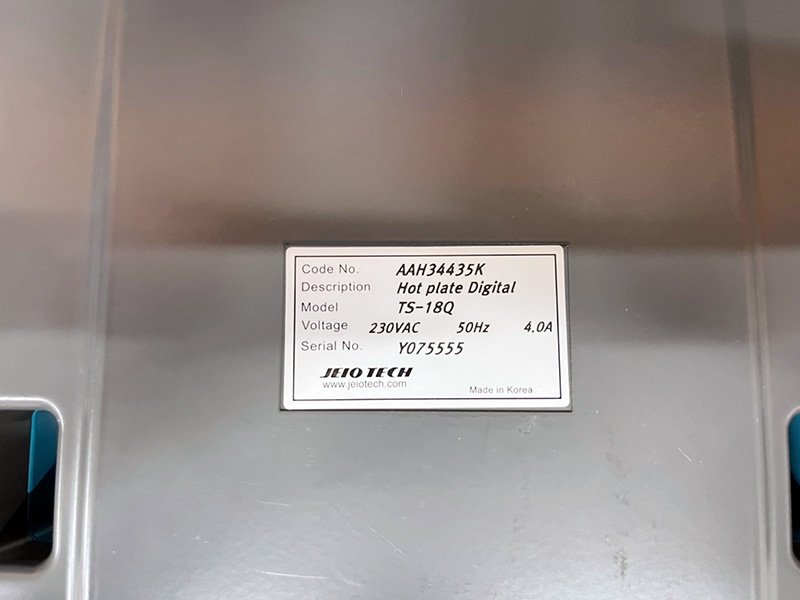 Code No. AAH34435K
Description Hot plate Digital
Model TS-18Q
Voltage 230VAC 50Hz 4.0A
Serial No. Y075555
JEIO TECH
www.jeiotech.com
Made in Korea